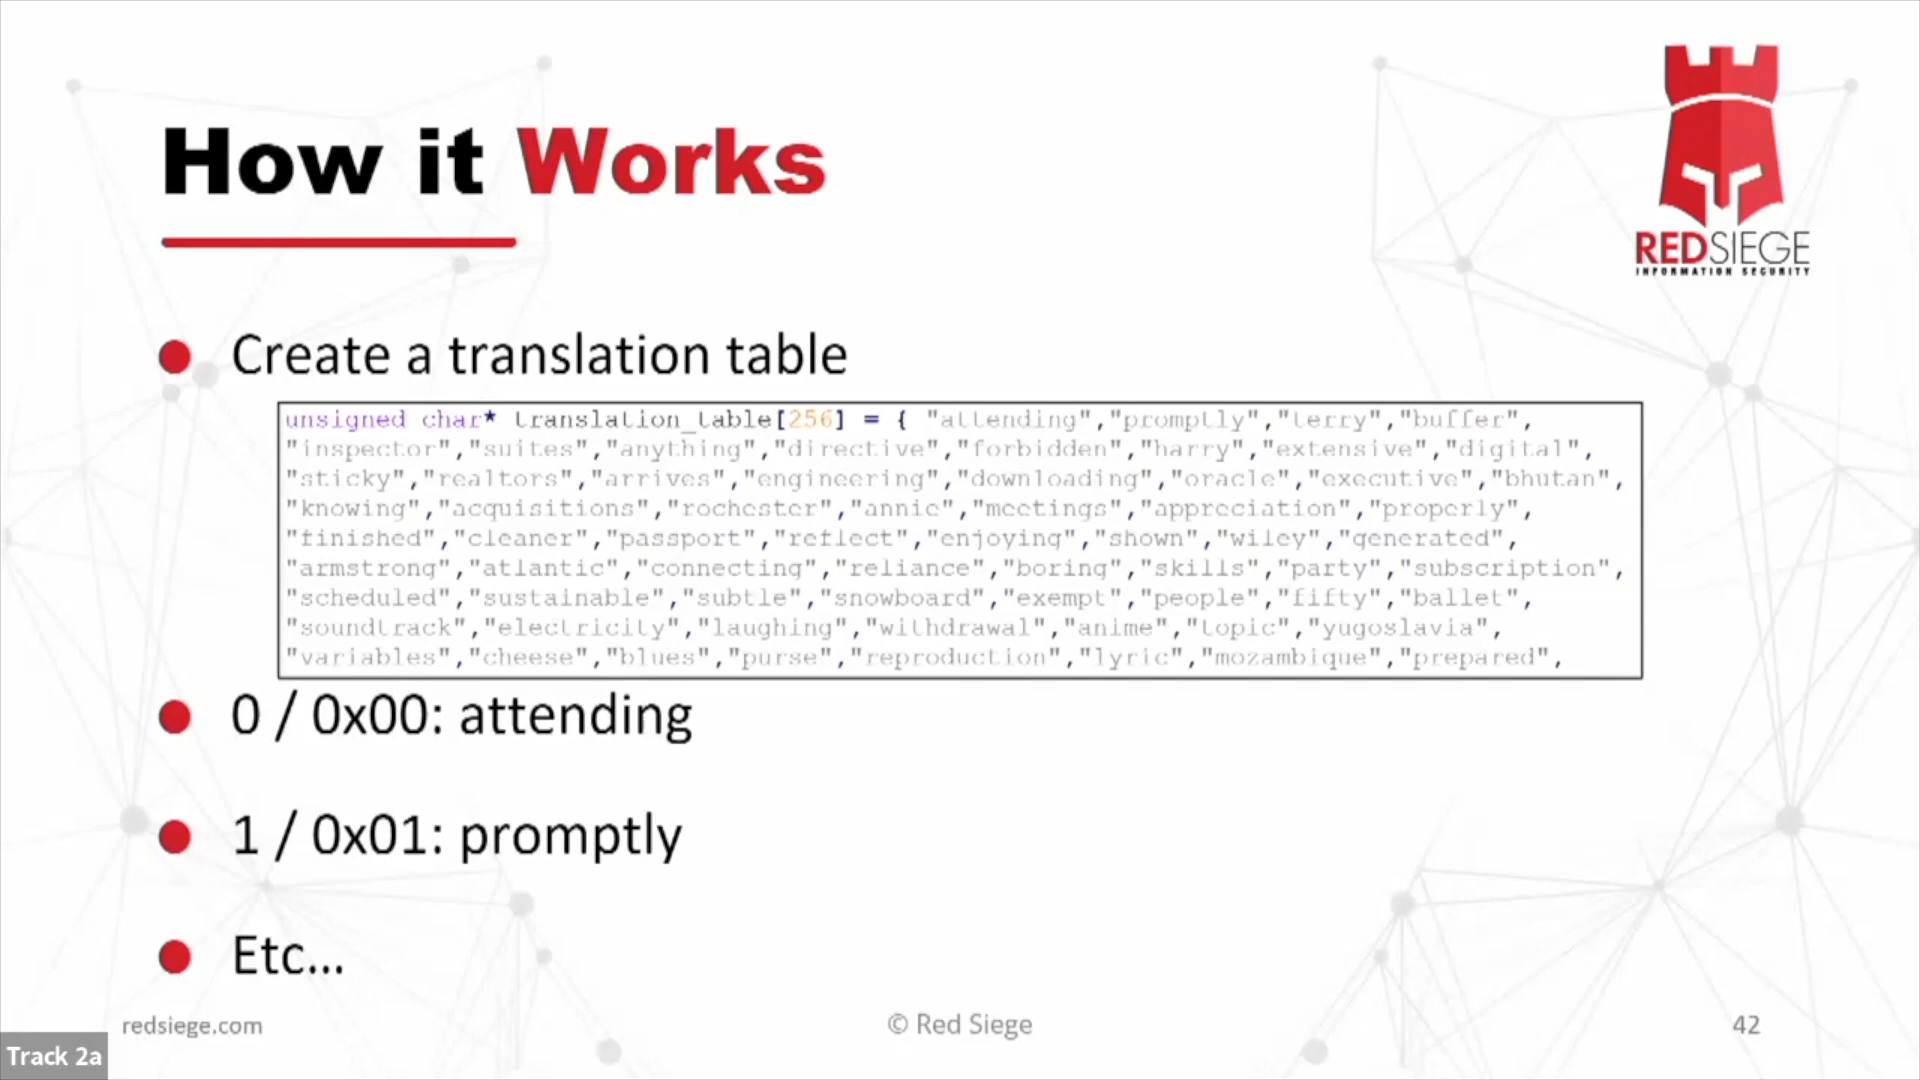 How it Works
REDSIEGE
INFORMATION SECURITY
Create a translation table
unsigned char* translation_table[256] = { "attending","promptly","terry","buffer",
"inspector","suites","anything","directive","forbidden","harry","extensive","digital",
"sticky","realtors","arrives","engineering","downloading","oracle","executive","bhutan",
"knowing","acquisitions","rochester","annie","meetings","appreciation","properly",
"finished","cleaner","passport","reflect","enjoying","shown","wiley","generated",
"armstrong","atlantic","connecting","reliance","boring","skills","party","subscription",
"scheduled","sustainable","subtle","snowboard","exempt","people","fifty","ballet",
"soundtrack","electricity","laughing","withdrawal","anime","topic","yugoslavia",
"variables","cheese","blues","purse","reproduction","lyric","mozambique","prepared",
0 / 0x00: attending
1 / 0x01: promptly
Etc...
redsiege.com
© Red Siege
42
Track 2a